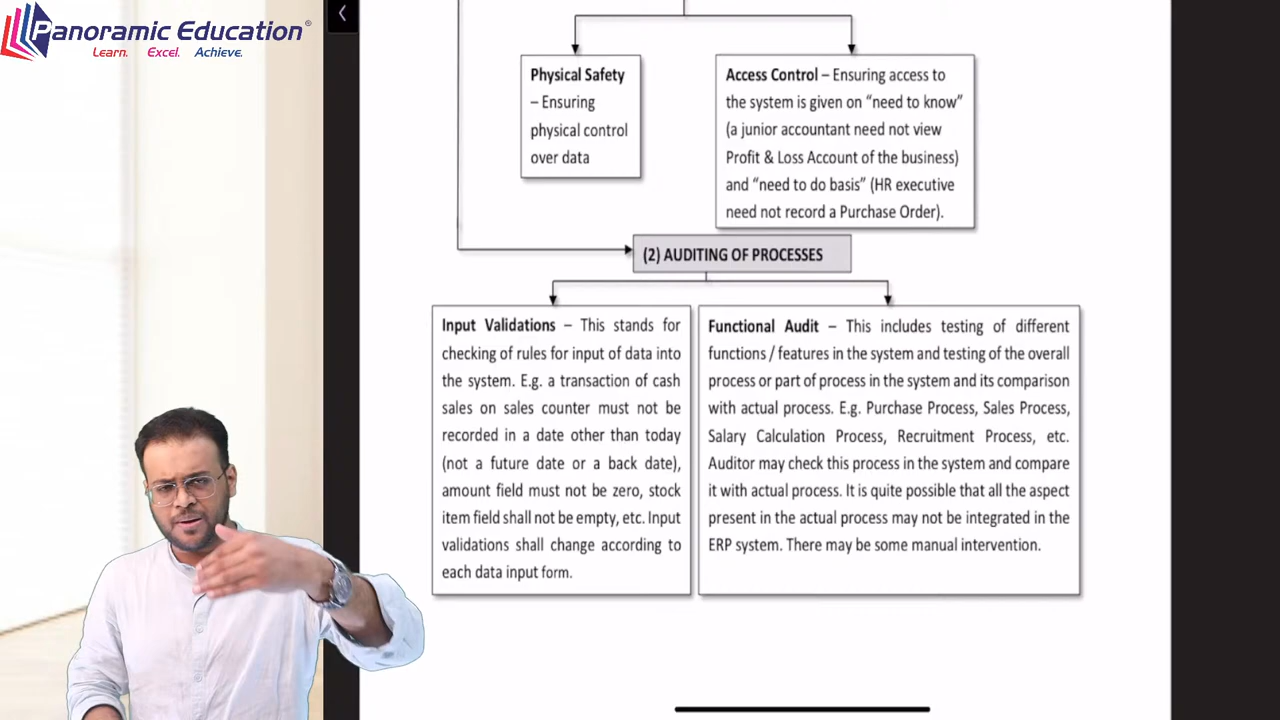 Panoramic Education®
Learn. Excel. Achieve.
Physical Safety
– Ensuring
physical control
over data
Access Control – Ensuring access to
the system is given on “need to know”
(a junior accountant need not view
Profit & Loss Account of the business)
and “need to do basis” (HR executive
need not record a Purchase Order).
(2) AUDITING OF PROCESSES
Input Validations – This stands for
checking of rules for input of data into
the system. E.g. a transaction of cash
sales on sales counter must not be
recorded in a date other than today
(not a future date or a back date),
amount field must not be zero, stock
item field shall not be empty, etc. Input
validations shall change according to
each data input form.
Functional Audit – This includes testing of different
functions / features in the system and testing of the overall
process or part of process in the system and its comparison
with actual process. E.g. Purchase Process, Sales Process,
Salary Calculation Process, Recruitment Process, etc.
Auditor may check this process in the system and compare
it with actual process. It is quite possible that all the aspect
present in the actual process may not be integrated in the
ERP system. There may be some manual intervention.